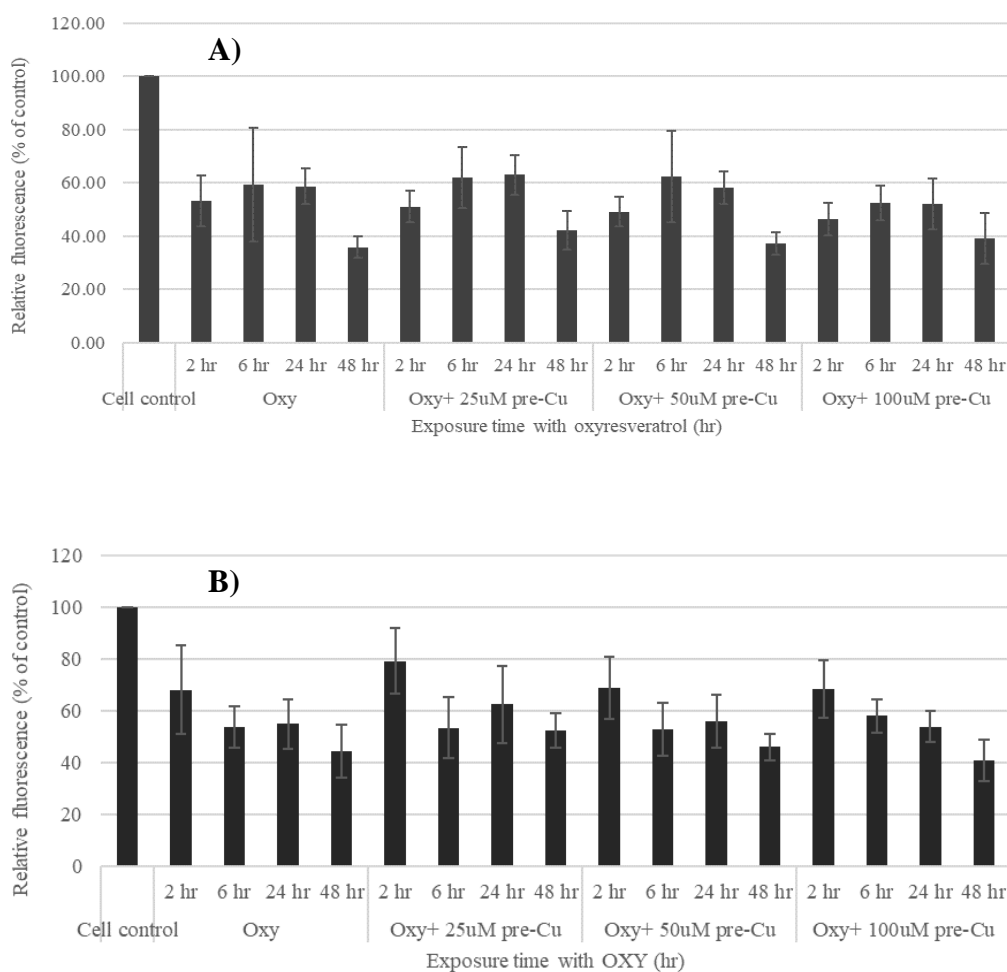 120.00
A)
100.00
80.00
60.00
40.00
20.00
0.00
Relative fluorescence (% of control)
2 hr 6 hr 24 hr 48 hr 2 hr 6 hr 24 hr 48 hr 2 hr 6 hr 24 hr 48 hr 2 hr 6 hr 24 hr 48 hr
Cell control Oxy Oxy+ 25uM pre-Cu Oxy+ 50uM pre-Cu Oxy+ 100uM pre-Cu
Exposure time with oxyresveratrol (hr)
120
B)
100
80
60
40
20
0
Relative fluorescence (% of control)
2 hr 6 hr 24 hr 48 hr 2 hr 6 hr 24 hr 48 hr 2 hr 6 hr 24 hr 48 hr 2 hr 6 hr 24 hr 48 hr
Cell control Oxy Oxy+ 25uM pre-Cu Oxy+ 50uM pre-Cu Oxy+ 100uM pre-Cu
Exposure time with OXY (hr)